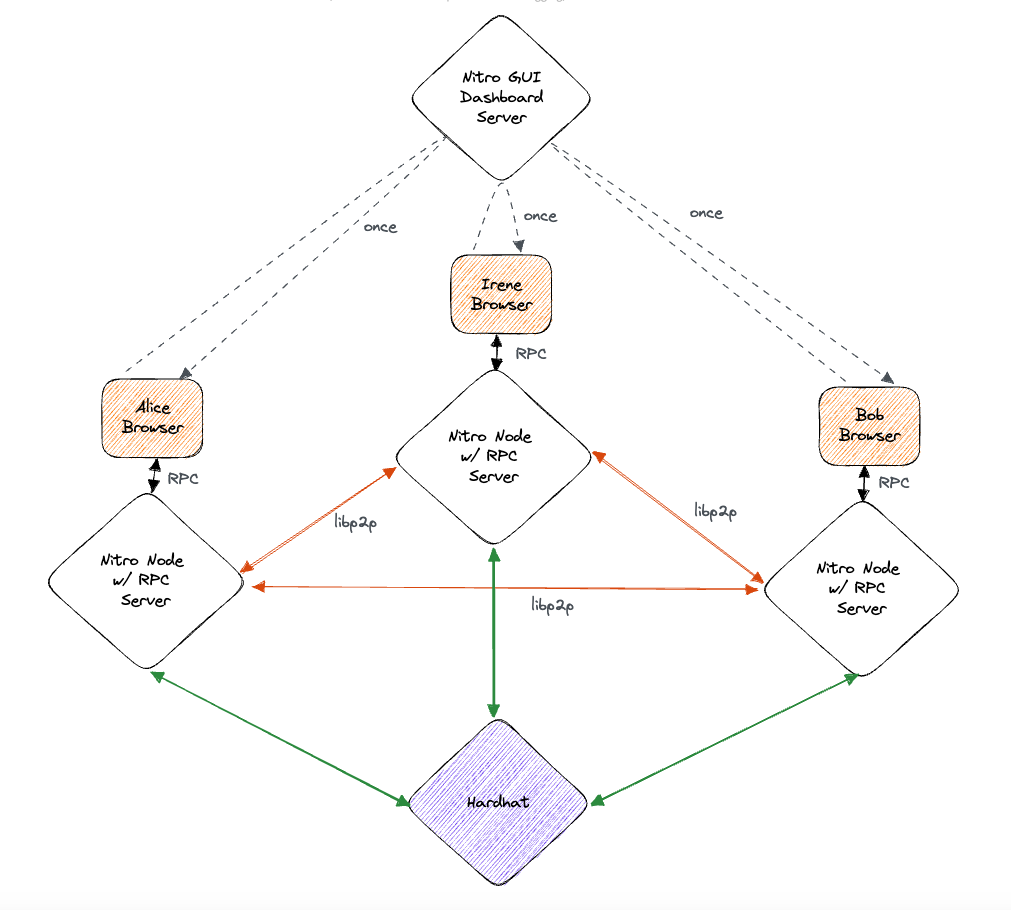 Nitro GUI
Dashboard
Server
once
once
once
Irene
Browser
RPC
Alice
Browser
RPC
Bob
Browser
RPC
Nitro Node
w/ RPC
Server
libp2p
libp2p
Nitro Node
w/ RPC
Server
Nitro Node
w/ RPC
Server
libp2p
Hardhat